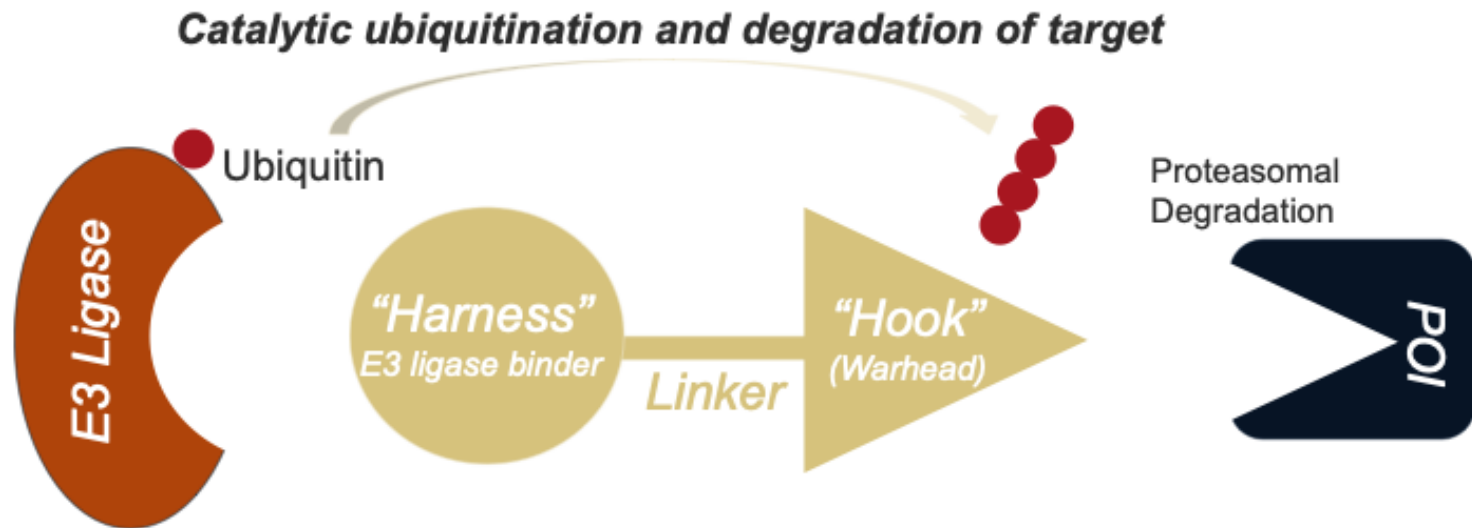 Catalytic ubiquitination and degradation of target
Ubiquitin
Proteasomal
Degradation
E3 Ligase
“Harness”
E3 ligase binder
Linker
“Hook”
(Warhead)
POI